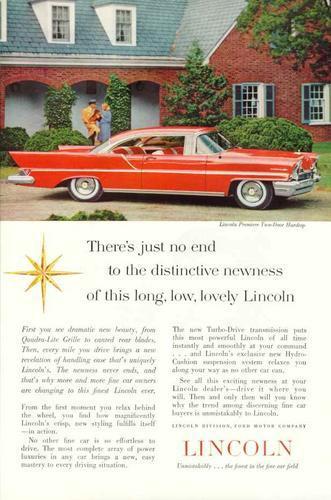 Lincoln Premiere Two-Door Hardtop
There's just no end
to the distinctive newness
of this long, low, lovely Lincoln
First you see dramatic new beauty, from
Quadra-Lite Grille to canted rear blades.
Then, every mile you drive brings a new
revelation of handling ease that's uniquely
Lincoln's. The newness never ends, and
that's why more and more fine car owners
are changing to this finest Lincoln ever.
From the first moment you relax behind
the wheel, you find how magnificently
Lincoln's crisp, new styling fulfills itself
—in action.
No other fine car is so effortless to
drive. The most complete array of power
luxuries in any car brings a new, easy
mastery to every driving situation.
The new Turbo-Drive transmission puts
this most powerful Lincoln of all time
instantly and smoothly at your command
. . . and Lincoln's exclusive new Hydro-
Cushion suspension system relaxes you
along your way as no other car can.
See all this exciting newness at your
Lincoln dealer's—drive it where you
will. Then and only then will you know
why the trend among discerning fine car
buyers is unmistakably to Lincoln.
LINCOLN DIVISION, FORD MOTOR COMPANY
LINCOLN
Unmistakably . . . the finest in the fine car field